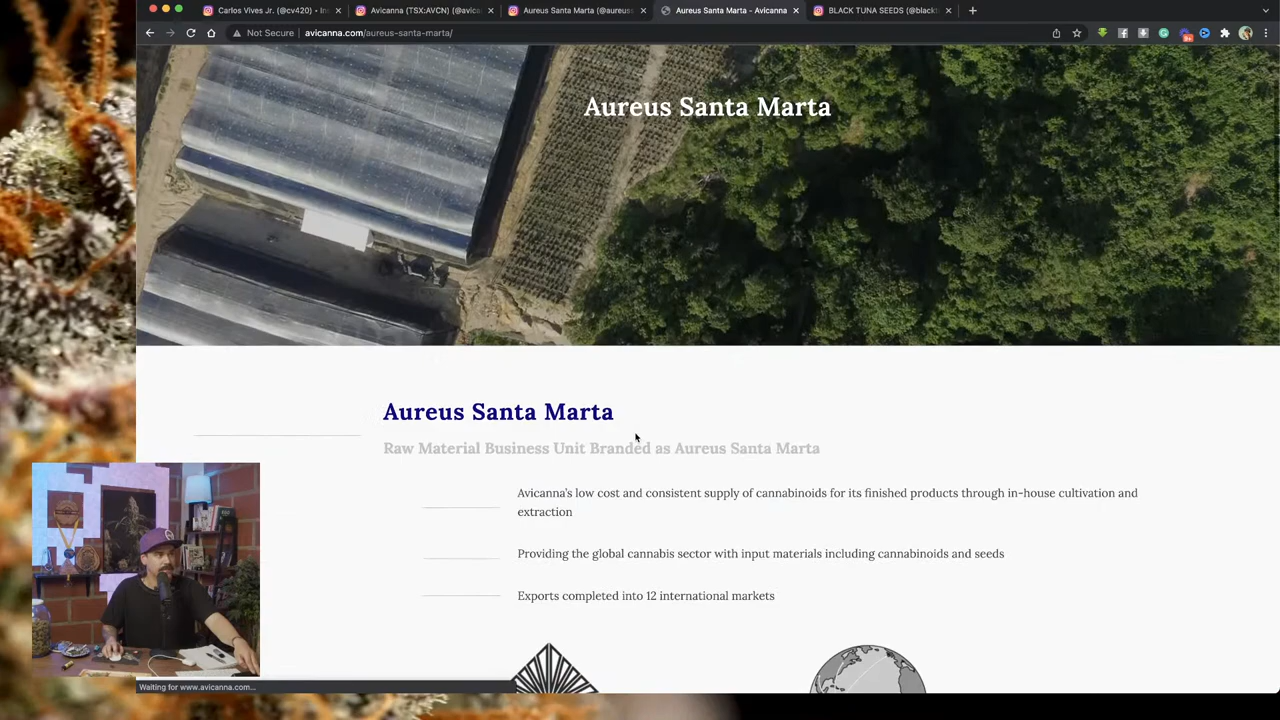 Carlos Vives Jr. (@cv420) • In
Avicanna (TSX:AVCN) (@avica
Aureus Santa Marta (@aureus
Aureus Santa Marta - Avicanna
BLACK TUNA SEEDS (@black
Not Secure
avicanna.com/aureus-santa-marta/
Aureus Santa Marta
Aureus Santa Marta
Raw Material Business Unit Branded as Aureus Santa Marta
Avicanna's low cost and consistent supply of cannabinoids for its finished products through in-house cultivation and
extraction
Providing the global cannabis sector with input materials including cannabinoids and seeds
Exports completed into 12 international markets
Waiting for www.avicanna.com...